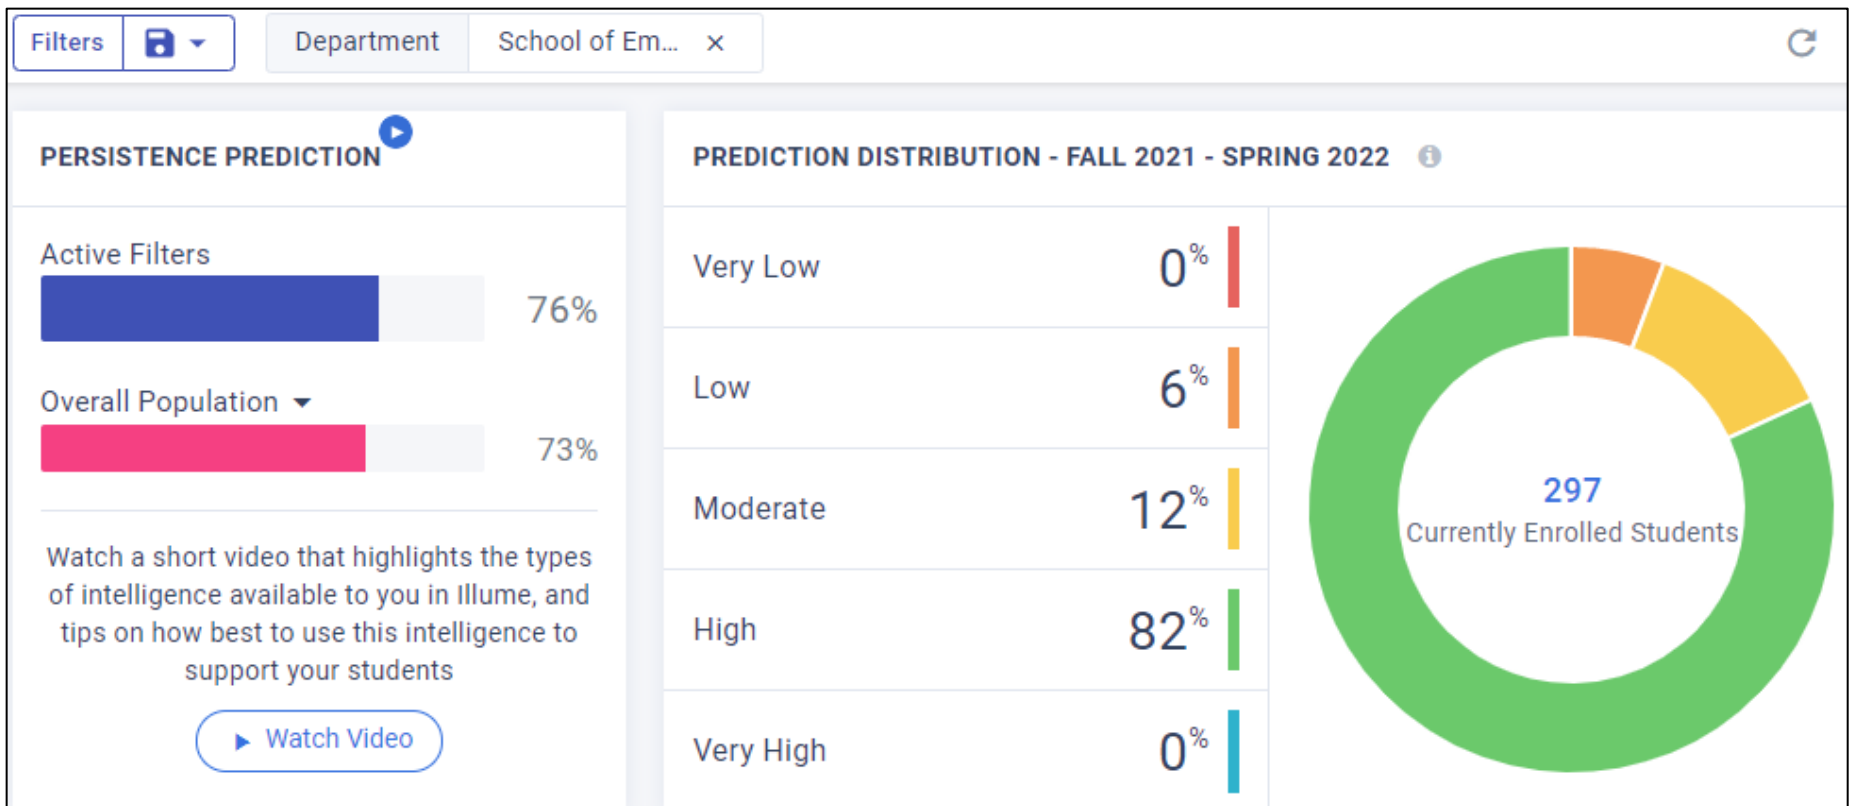 Filters
Department
School of Em...
PERSISTENCE PREDICTION
Active Filters
76%
Overall Population
73%
Watch a short video that highlights the types
of intelligence available to you in Illume, and
tips on how best to use this intelligence to
support your students
Watch Video
PREDICTION DISTRIBUTION - FALL 2021 - SPRING 2022
Very Low 0%
Low 6%
Moderate 12%
High 82%
Very High 0%
297
Currently Enrolled Students